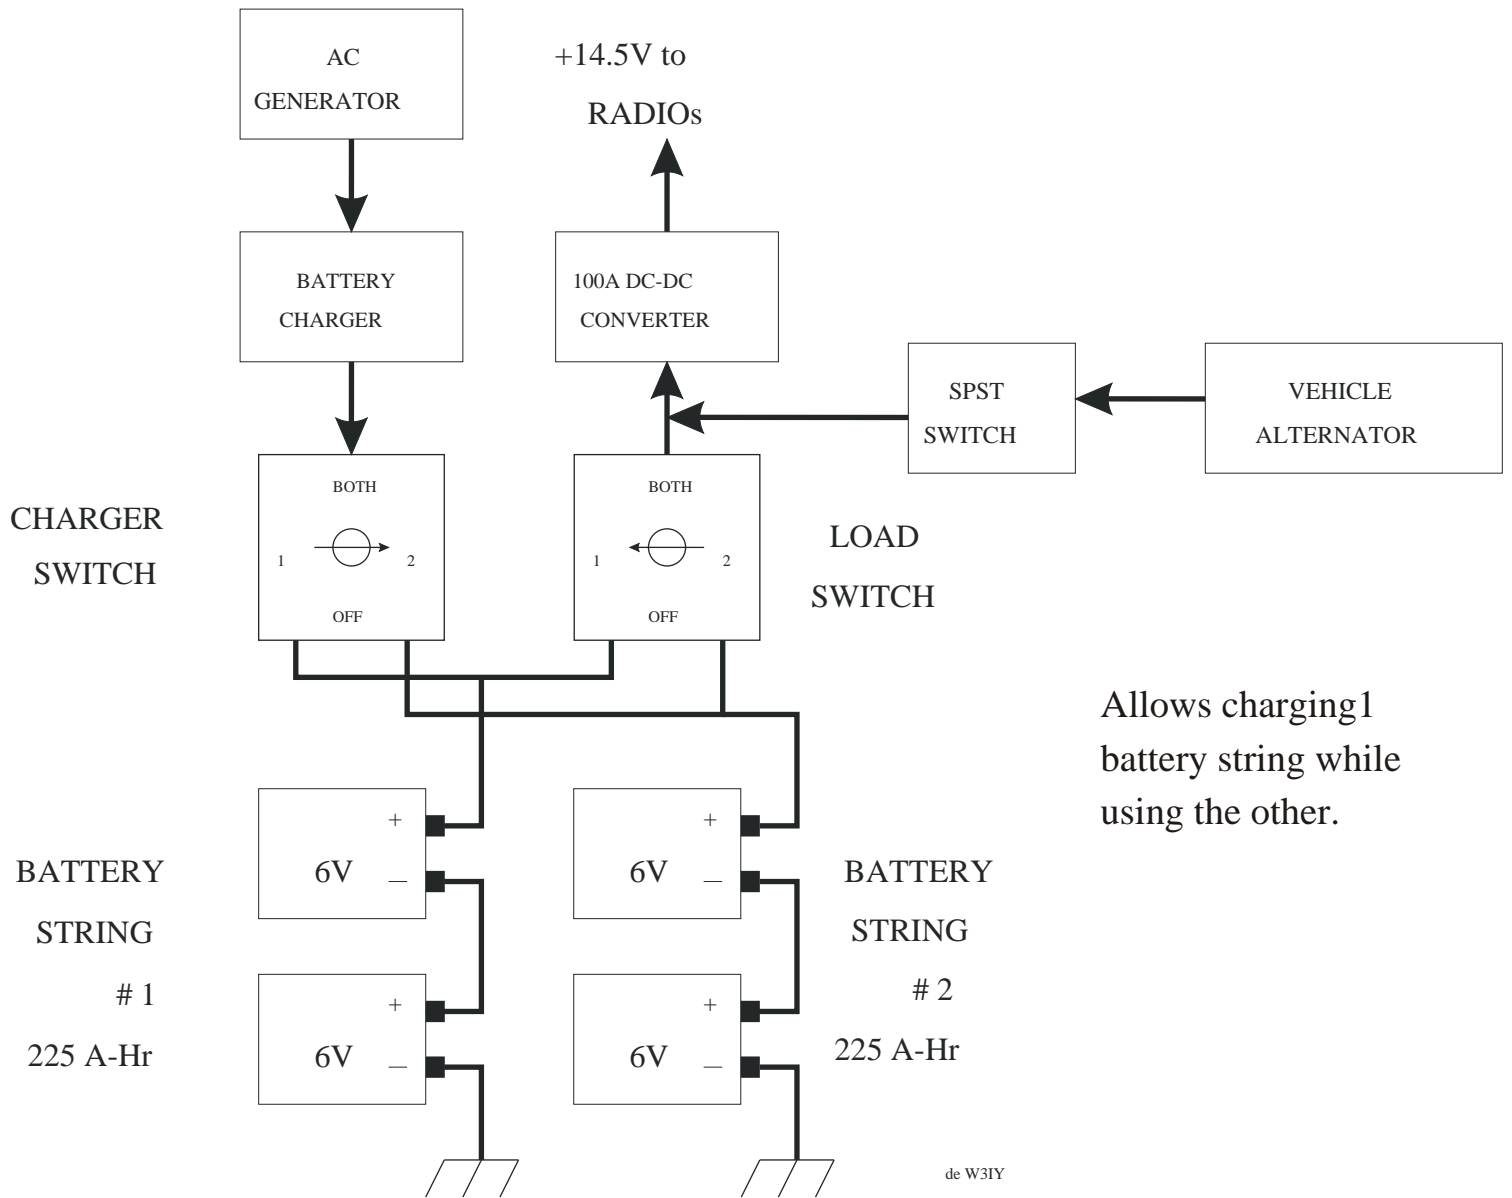 AC
GENERATOR
+14.5V to
RADIOs
BATTERY
CHARGER
100A DC-DC
CONVERTER
SPST
SWITCH
VEHICLE
ALTERNATOR
CHARGER
SWITCH
BOTH
1
2
OFF
BOTH
1
2
OFF
LOAD
SWITCH
Allows charging1
battery string while
using the other.
BATTERY
STRING
# 1
225 A-Hr
+
6V
—
+
6V
—
+
6V
—
+
6V
—
BATTERY
STRING
# 2
225 A-Hr
de W3IY